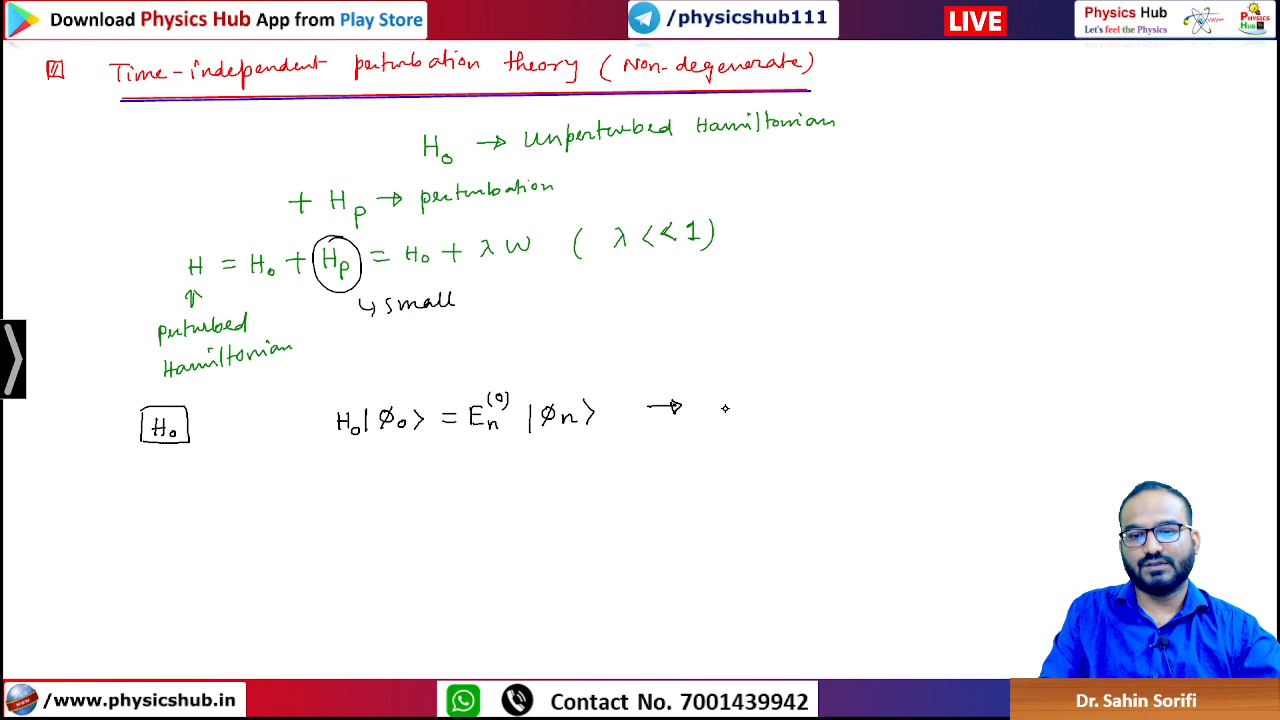 Download Physics Hub App from Play Store
/physicshub111
LIVE
Physics Hub
Let's feel the Physics
Time-independent perturbation theory (Non-degenerate)
H₀ → Unperturbed Hamiltonian
+ Hₚ → perturbation
H = H₀ + Hₚ = H₀ + λW ( λ << 1)
↳ small
perturbed
Hamiltonian
H₀
H₀|ϕ₀⟩ = Eₙ⁽⁰⁾ |ϕn⟩ →
/www.physicshub.in
Contact No. 7001439942
Dr. Sahin Sorifi